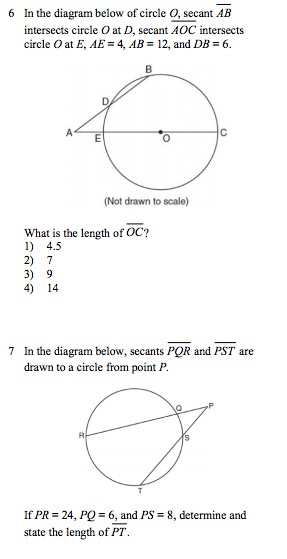 6 In the diagram below of circle O, secant AB
intersects circle O at D, secant AOC intersects
circle O at E, AE = 4, AB = 12, and DB = 6.
B
D
A
E
O
C
(Not drawn to scale)
What is the length of OC?
1) 4.5
2) 7
3) 9
4) 14
7 In the diagram below, secants PQR and PST are
drawn to a circle from point P.
Q
P
R
S
T
If PR = 24, PQ = 6, and PS = 8, determine and
state the length of PT.